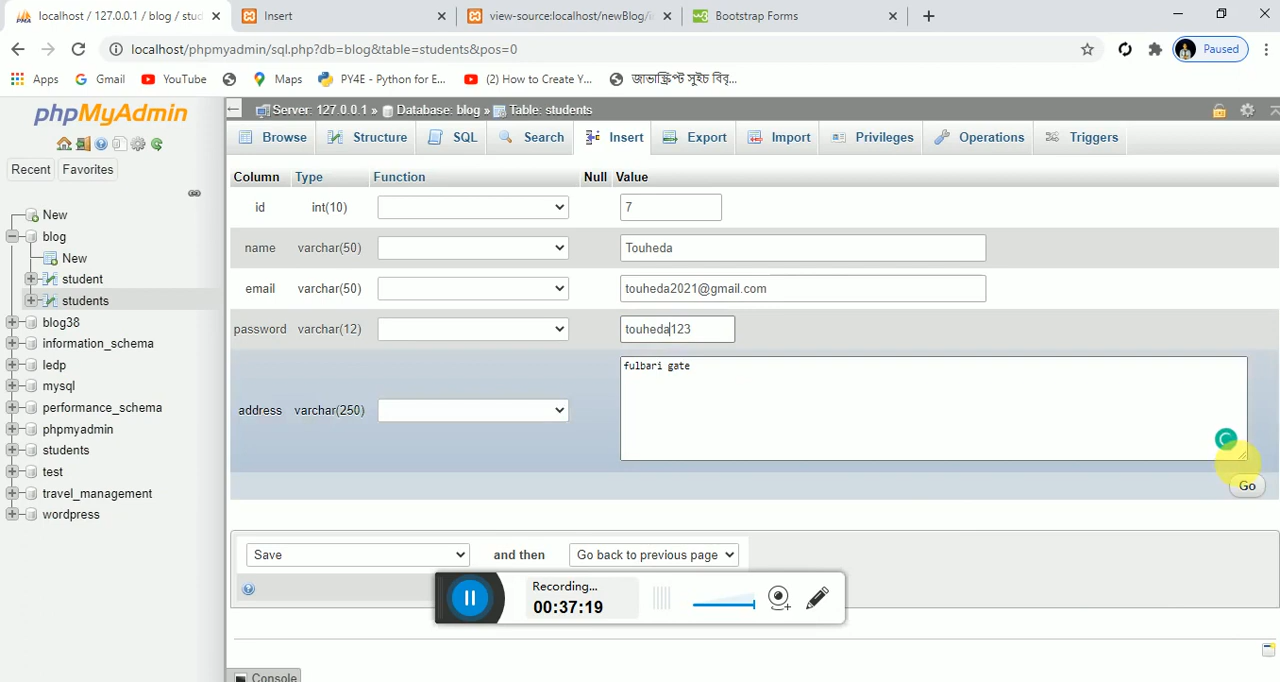 localhost / 127.0.0.1 / blog / stud
Insert
view-source:localhost/newBlog/i
Bootstrap Forms
localhost/phpmyadmin/sql.php?db=blog&table=students&pos=0
Paused
Apps
Gmail
YouTube
Maps
PY4E - Python for E...
(2) How to Create Y...
জাভাস্ক্রিপ্ট সুইচ বিবৃ...
phpMyAdmin
Server: 127.0.0.1 » Database: blog » Table: students
Browse
Structure
SQL
Search
Insert
Export
Import
Privileges
Operations
Triggers
Recent
Favorites
New
blog
New
student
students
blog38
information_schema
ledp
mysql
performance_schema
phpmyadmin
students
test
travel_management
wordpress
Column Type Function Null Value
id int(10) 7
name varchar(50) Touheda
email varchar(50) touheda2021@gmail.com
password varchar(12) touheda123
fulbari gate
address varchar(250)
Go
Save and then Go back to previous page
Recording...
00:37:19
Console